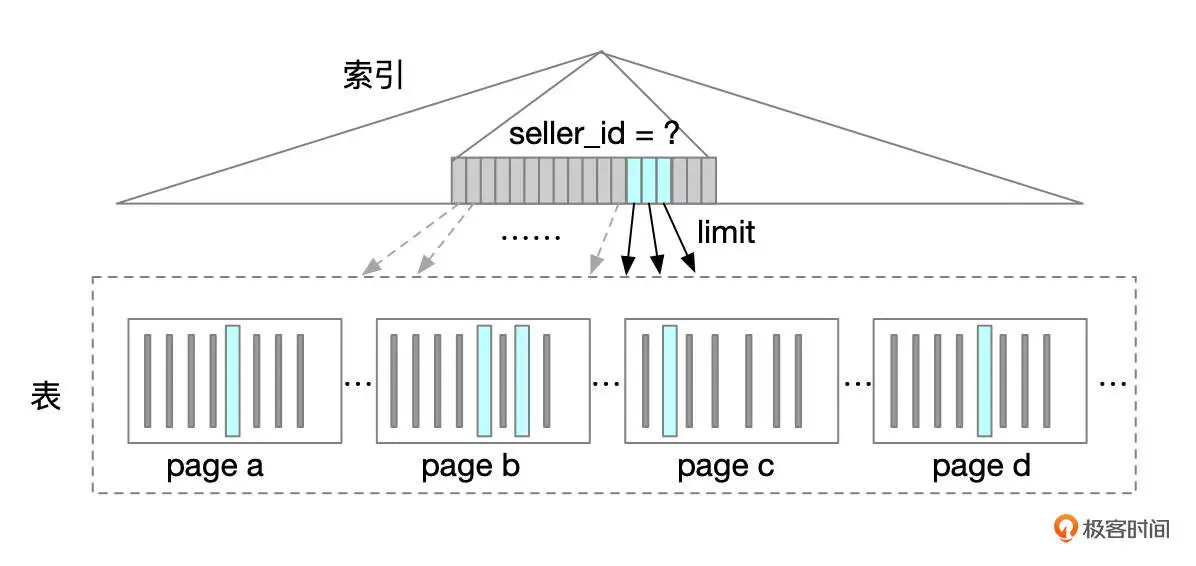 索引
seller_id = ?
……
limit
…
…
…
…
表
page a
page b
page c
page d
极客时间